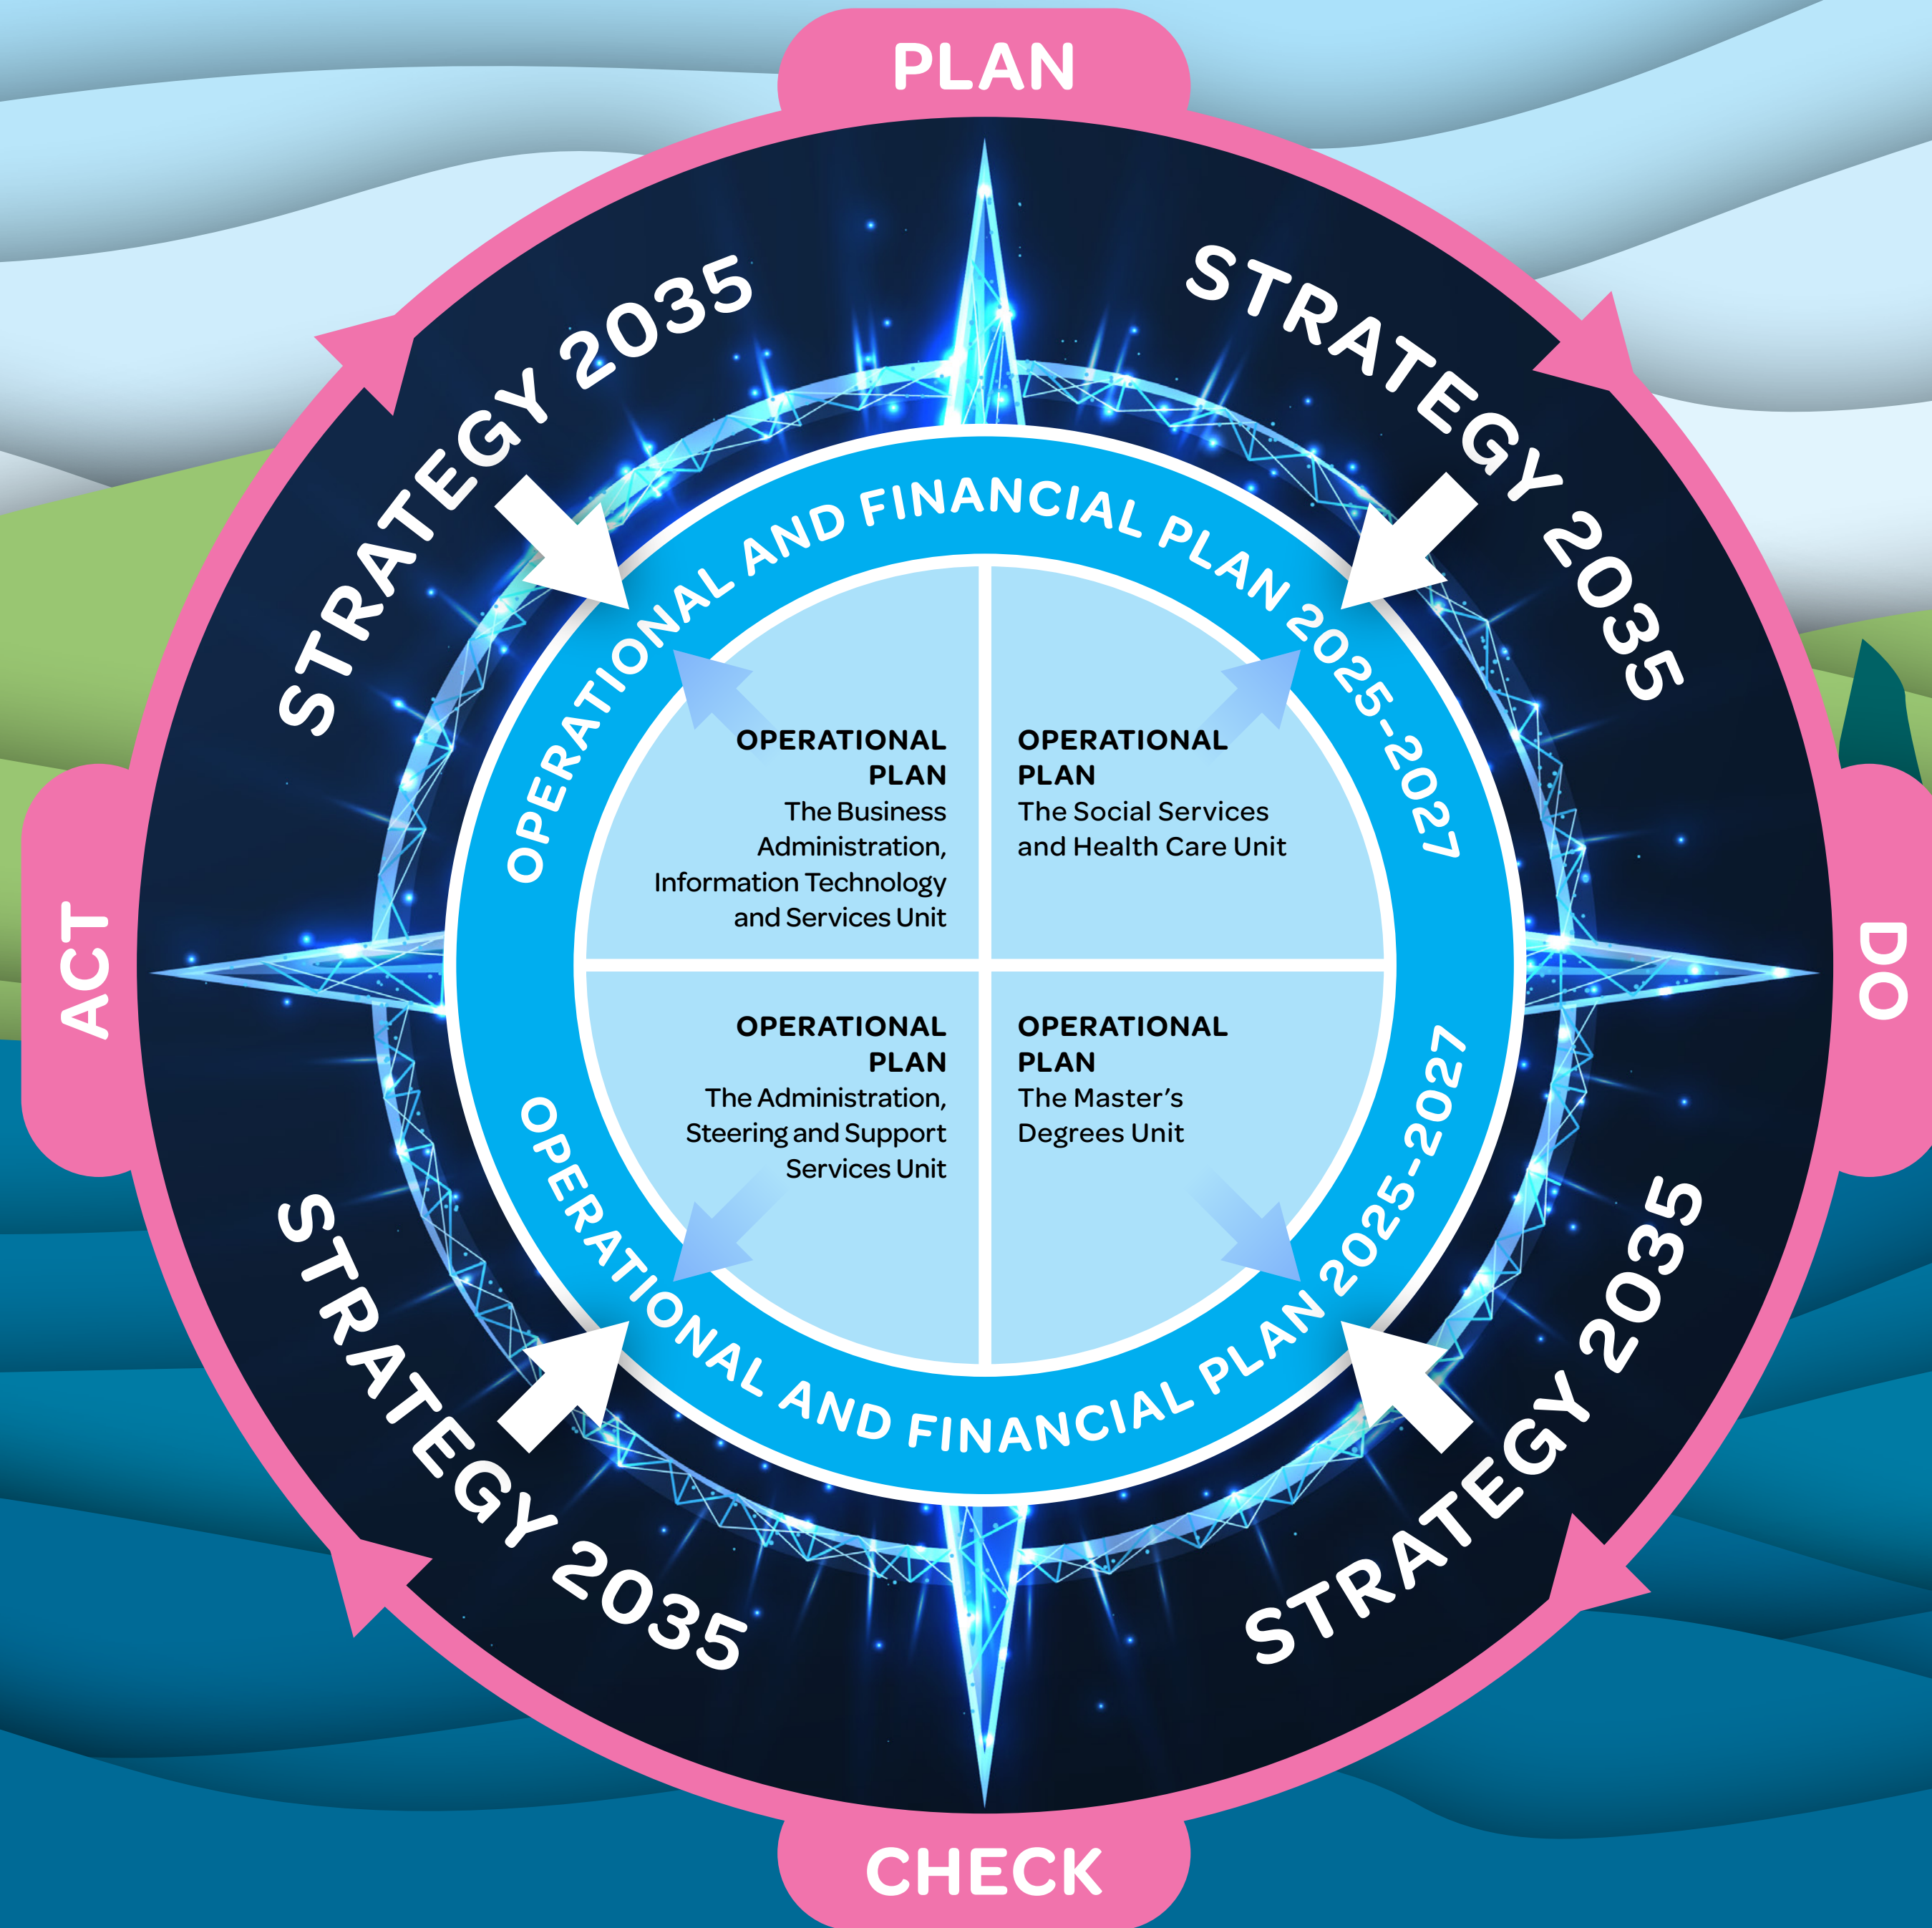 PLAN
STRATEGY 2035
STRATEGY 2035
OPERATIONAL AND FINANCIAL PLAN 2025-2027
OPERATIONAL
PLAN
The Business
Administration,
Information Technology
and Services Unit
OPERATIONAL
PLAN
The Social Services
and Health Care Unit
ACT
DO
OPERATIONAL
PLAN
The Administration,
Steering and Support
Services Unit
OPERATIONAL
PLAN
The Master's
Degrees Unit
OPERATIONAL AND FINANCIAL PLAN 2025-2027
STRATEGY 2035
STRATEGY 2035
CHECK